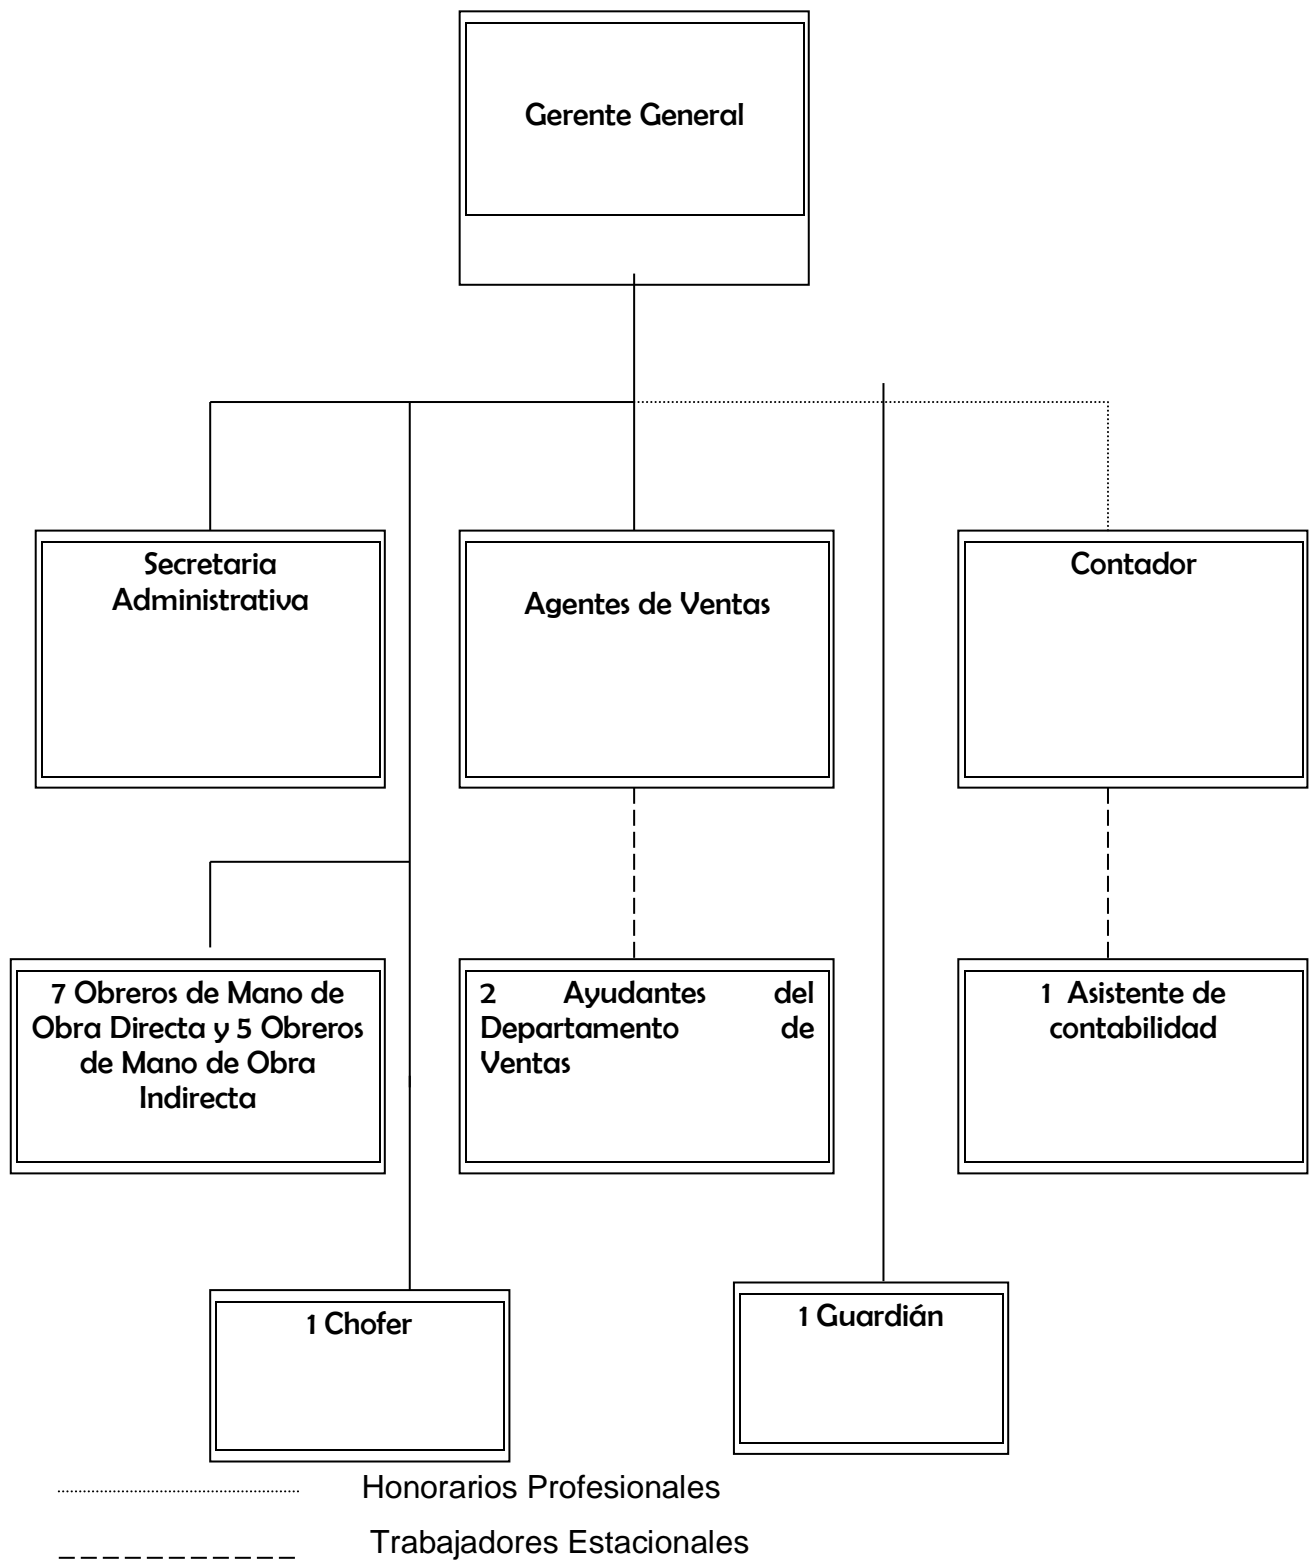 Gerente General
Secretaria
Administrativa
Agentes de Ventas
Contador
7 Obreros de Mano de
Obra Directa y 5 Obreros
de Mano de Obra
Indirecta
2 Ayudantes del
Departamento de
Ventas
1 Asistente de
contabilidad
1 Chofer
1 Guardián
Honorarios Profesionales
Trabajadores Estacionales